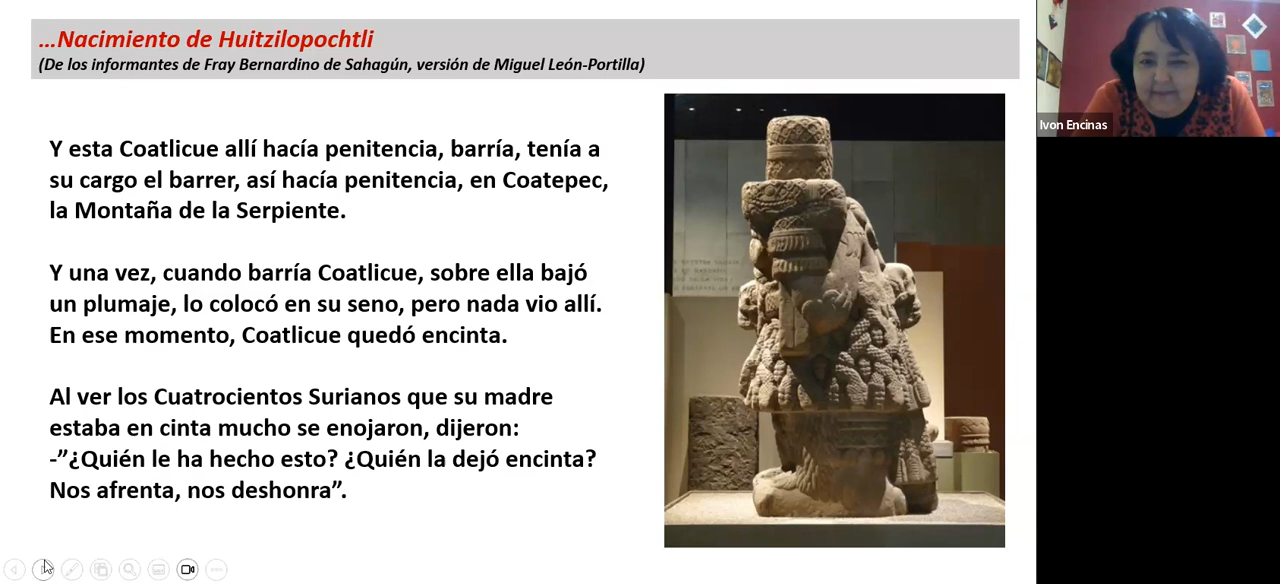 ...Nacimiento de Huitzilopochtli
(De los informantes de Fray Bernardino de Sahagún, versión de Miguel León-Portilla)
Y esta Coatlicue allí hacía penitencia, barría, tenía a
su cargo el barrer, así hacía penitencia, en Coatepec,
la Montaña de la Serpiente.
Y una vez, cuando barría Coatlicue, sobre ella bajó
un plumaje, lo colocó en su seno, pero nada vio allí.
En ese momento, Coatlicue quedó encinta.
Al ver los Cuatrocientos Surianos que su madre
estaba en cinta mucho se enojaron, dijeron:
-”¿Quién le ha hecho esto? ¿Quién la dejó encinta?
Nos afrenta, nos deshonra”.
Ivon Encinas